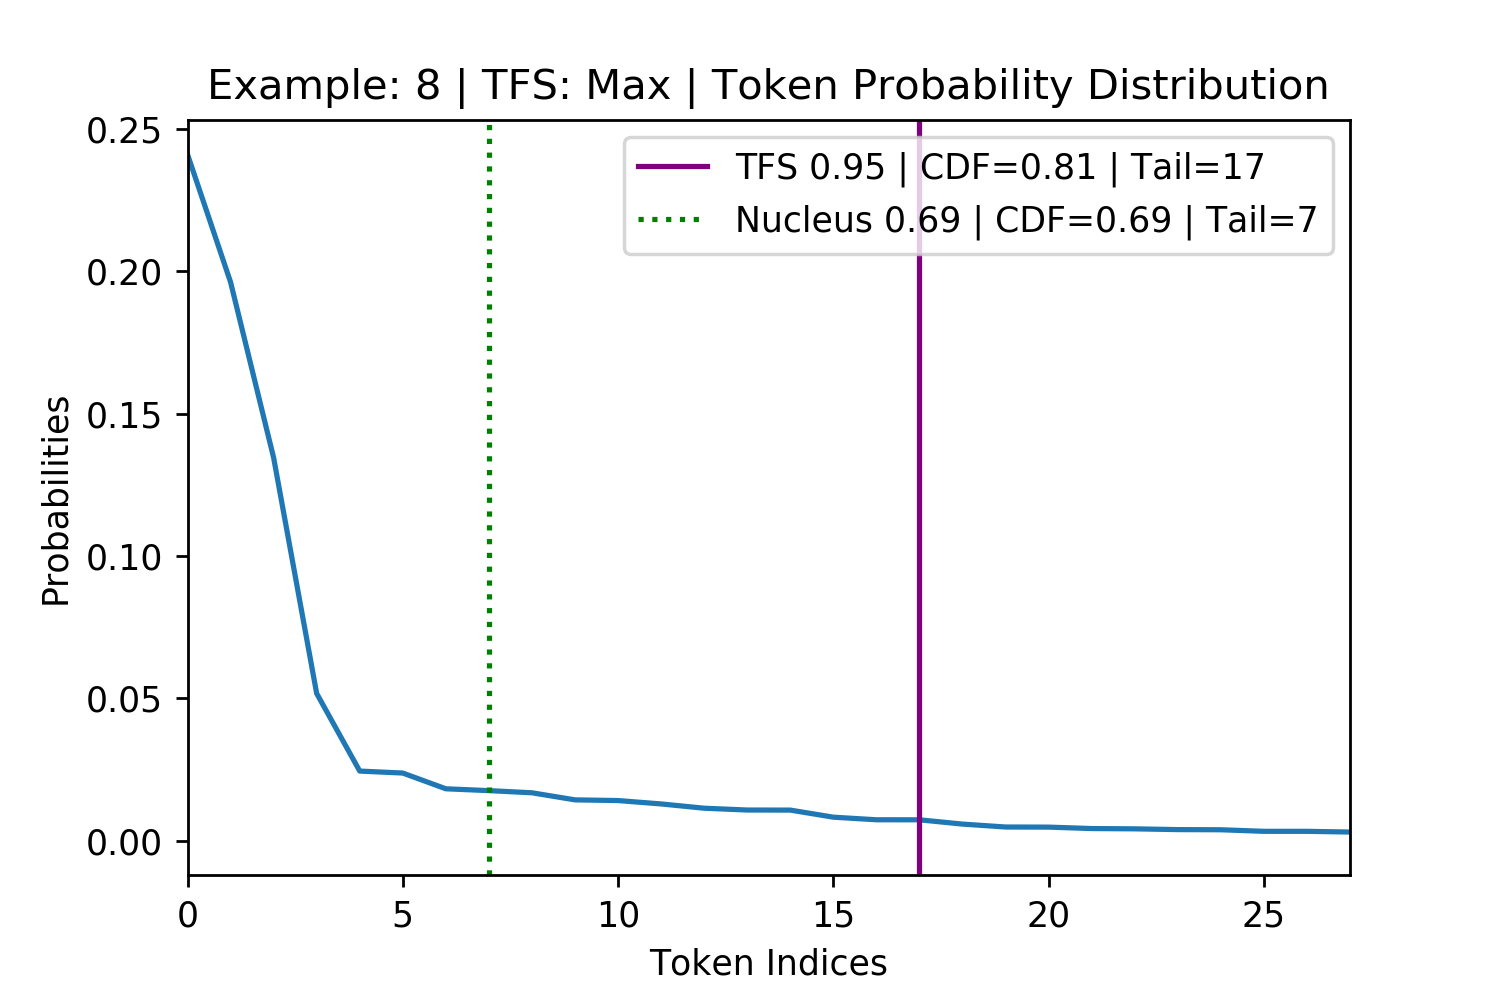 Example: 8 | TFS: Max | Token Probability Distribution
TFS 0.95 | CDF=0.81 | Tail=17
Nucleus 0.69 | CDF=0.69 | Tail=7
Probabilities
0.25
0.20
0.15
0.10
0.05
0.00
0 5 10 15 20 25
Token Indices